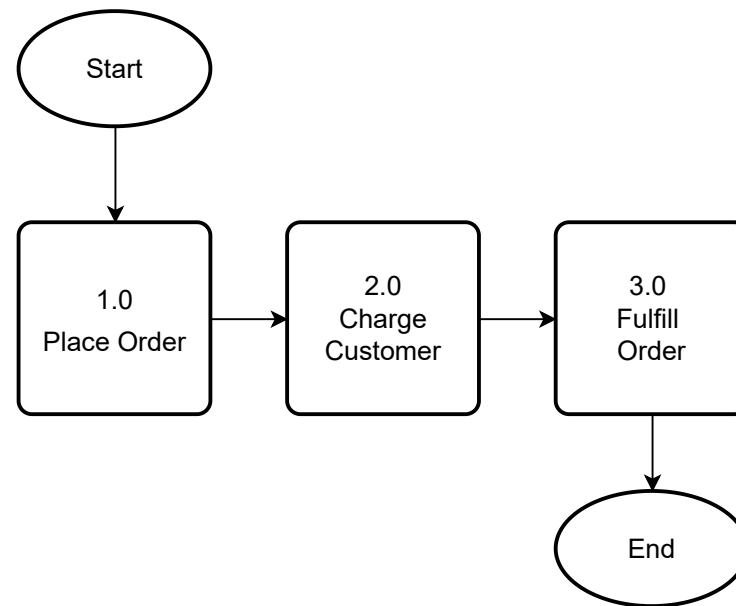 Start
1.0
Place Order
2.0
Charge
Customer
3.0
Fulfill
Order
End